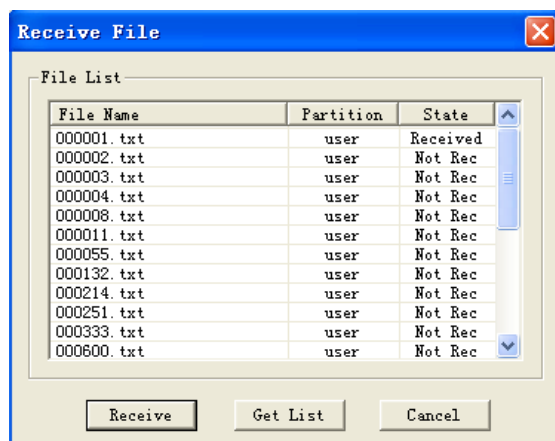 Receive File
File List
File Name Partition State
000001.txt user Received
000002.txt user Not Rec
000003.txt user Not Rec
000004.txt user Not Rec
000008.txt user Not Rec
000011.txt user Not Rec
000055.txt user Not Rec
000132.txt user Not Rec
000214.txt user Not Rec
000251.txt user Not Rec
000333.txt user Not Rec
000600.txt user Not Rec
Receive Get List Cancel